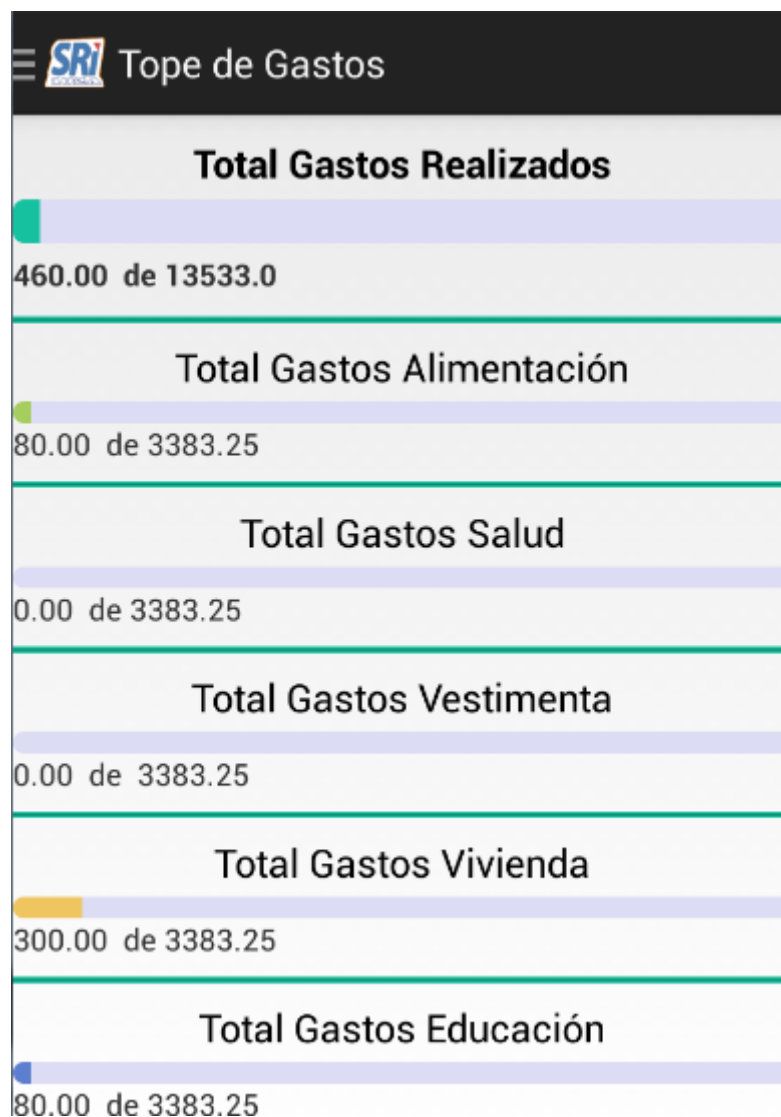 SRi Tope de Gastos
Total Gastos Realizados
460.00 de 13533.0
Total Gastos Alimentación
80.00 de 3383.25
Total Gastos Salud
0.00 de 3383.25
Total Gastos Vestimenta
0.00 de 3383.25
Total Gastos Vivienda
300.00 de 3383.25
Total Gastos Educación
80.00 de 3383.25